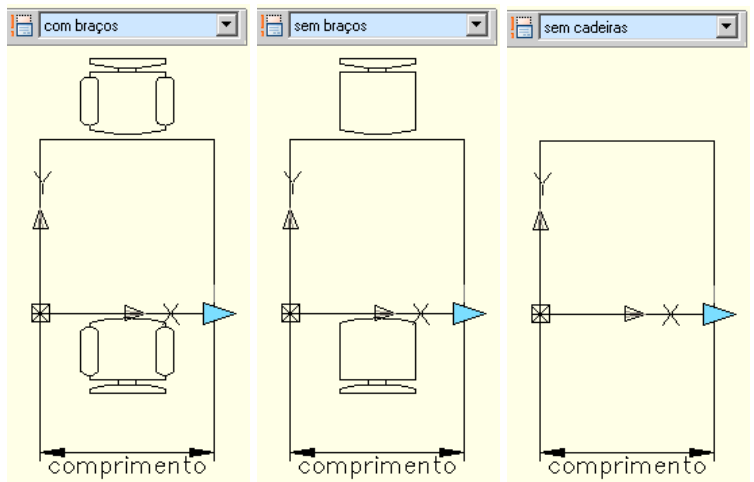 com braços
sem braços
sem cadeiras
Y
Y
Y
X
X
X
comprimento
comprimento
comprimento